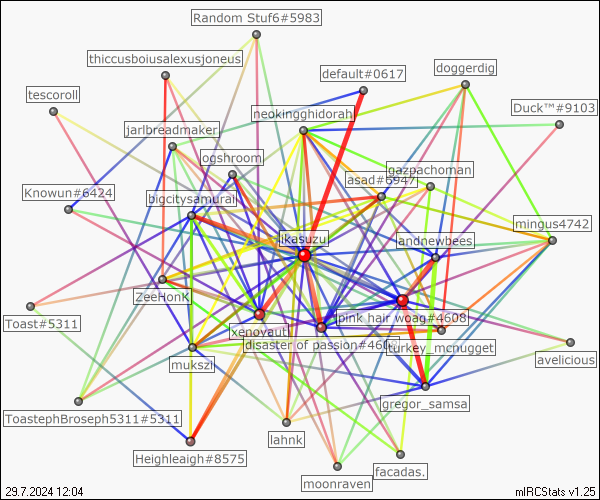 Random Stuf6#5983
thiccusboiusalexusjoneus
default#0617
doggerdig
tescoroll
Duck™#9103
neokingghidorah
jarlbreadmaker
ogshroom
gazpachoman
asad#6947
Knowun#6424
bigcitysamurai
mingus4742
ikasuzu
andnewbees
ZeeHonK
Toast#5311
pink hair woag#4608
xenovaut
disaster of passion#460
turkey_mcnugget
avelicious
mukszi
gregor_samsa
ToastephBroseph5311#5311
lahnk
Heighleaigh#8575
facadas.
moonraven
29.7.2024 12:04
mIRCStats v1.25